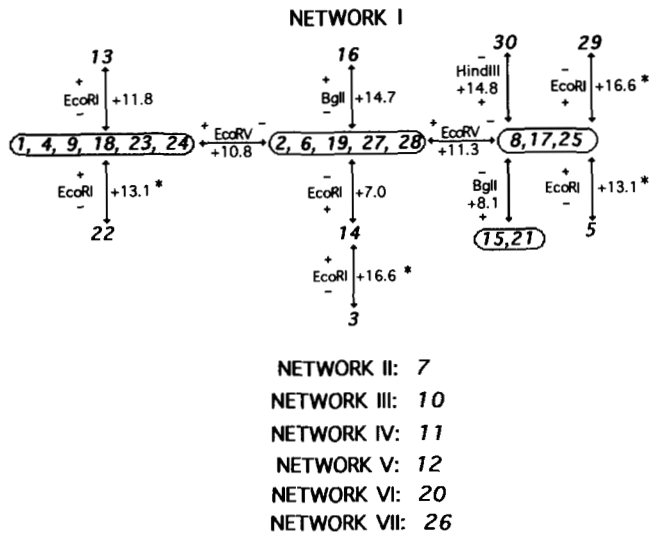 NETWORK I
13 16 30 29
+ EcoRI − +11.8
+ BglI − +14.7
− HindIII +14.8 +
− EcoRI + +16.6 *
1, 4, 9, 18, 23, 24
+ EcoRV − +10.8
2, 6, 19, 27, 28
+ EcoRV − +11.3
8,17,25
+ EcoRI − +13.1 *
− EcoRI + +7.0
− BglI +8.1 +
+ EcoRI − +13.1 *
22 14 15,21 5
+ EcoRI − +16.6 *
3
NETWORK II: 7
NETWORK III: 10
NETWORK IV: 11
NETWORK V: 12
NETWORK VI: 20
NETWORK VII: 26